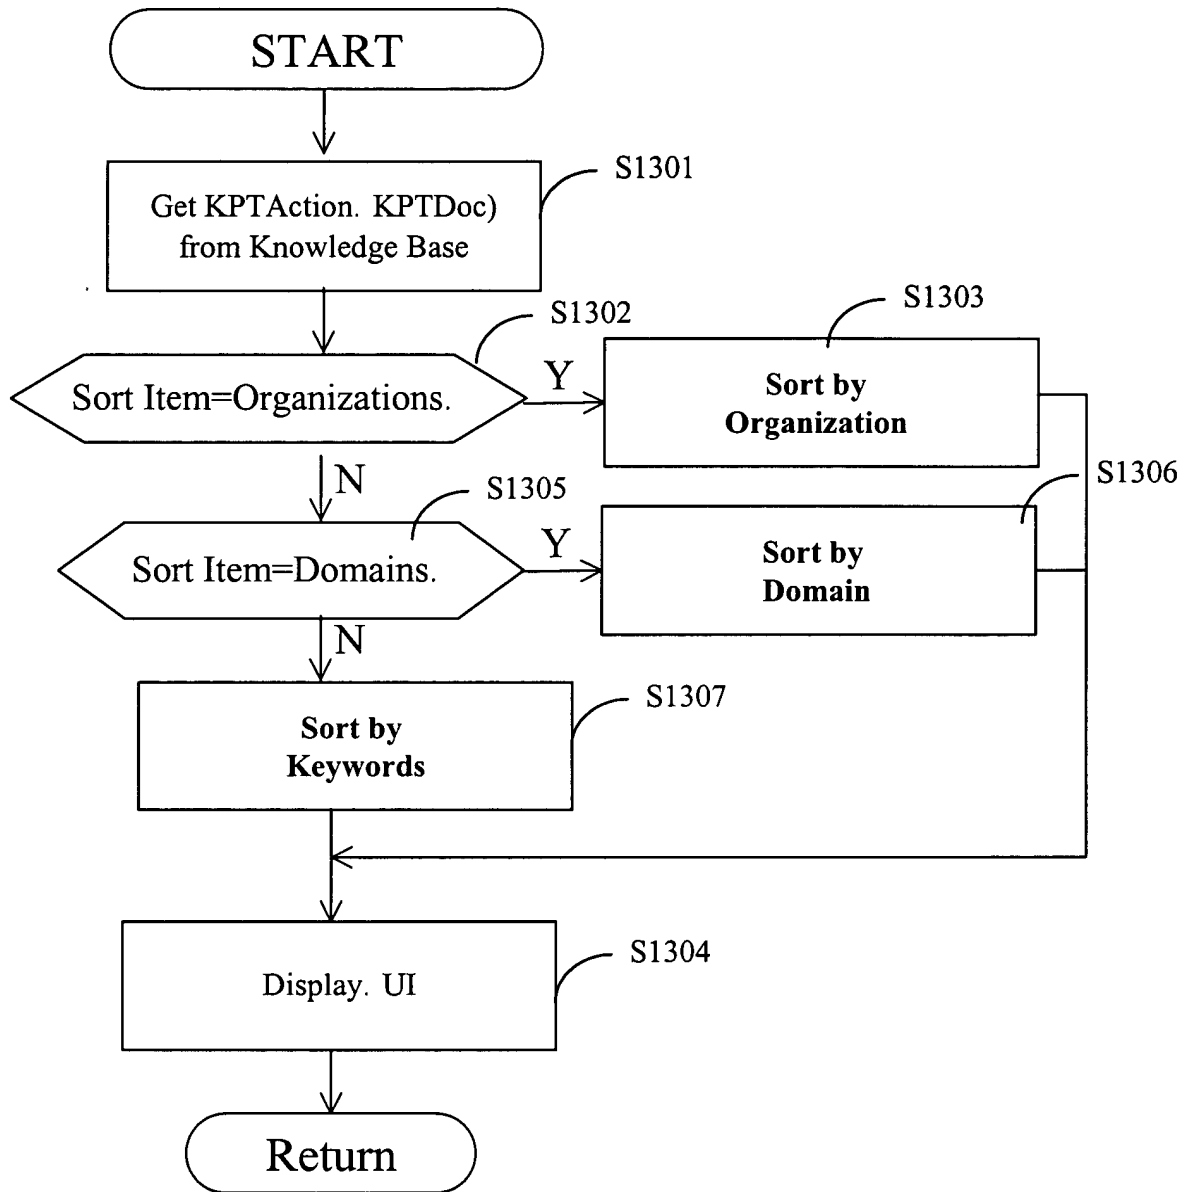 START
S1301
Get KPTAction. KPTDoc)
from Knowledge Base
S1302
S1303
Sort Item=Organizations.
Y
Sort by
Organization
N
S1305
S1306
Sort Item=Domains.
Y
Sort by
Domain
N
S1307
Sort by
Keywords
S1304
Display. UI
Return